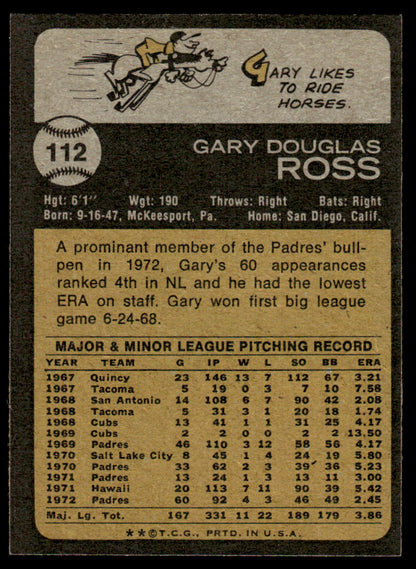 GARY LIKES
TO RIDE
HORSES.
112
GARY DOUGLAS
ROSS
Hgt: 6'1" Wgt: 190 Throws: Right Bats: Right
Born: 9-16-47, McKeesport, Pa. Home: San Diego, Calif.
A prominent member of the Padres' bull-
pen in 1972, Gary's 60 appearances
ranked 4th in NL and he had the lowest
ERA on staff. Gary won first big league
game 6-24-68.
MAJOR & MINOR LEAGUE PITCHING RECORD
YEAR TEAM G IP W L SO BB ERA
1967 Quincy 23 146 13 7 112 67 3.21
1967 Tacoma 5 19 0 3 7 10 7.58
1968 San Antonio 14 108 6 7 90 42 2.08
1968 Tacoma 5 31 3 1 20 18 1.74
1968 Cubs 13 41 1 1 31 25 4.17
1969 Cubs 2 2 0 0 2 2 13.50
1969 Padres 46 110 3 12 58 56 4.17
1970 Salt Lake City 8 45 1 4 24 19 5.80
1970 Padres 33 62 2 3 39 36 5.23
1971 Padres 13 24 1 3 13 11 3.00
1971 Hawaii 20 113 7 11 90 39 5.42
1972 Padres 60 92 4 3 46 49 2.45
Maj. Lg. Tot. 167 331 11 22 189 179 3.86
**©T.C.G., PRTD. IN U.S.A.